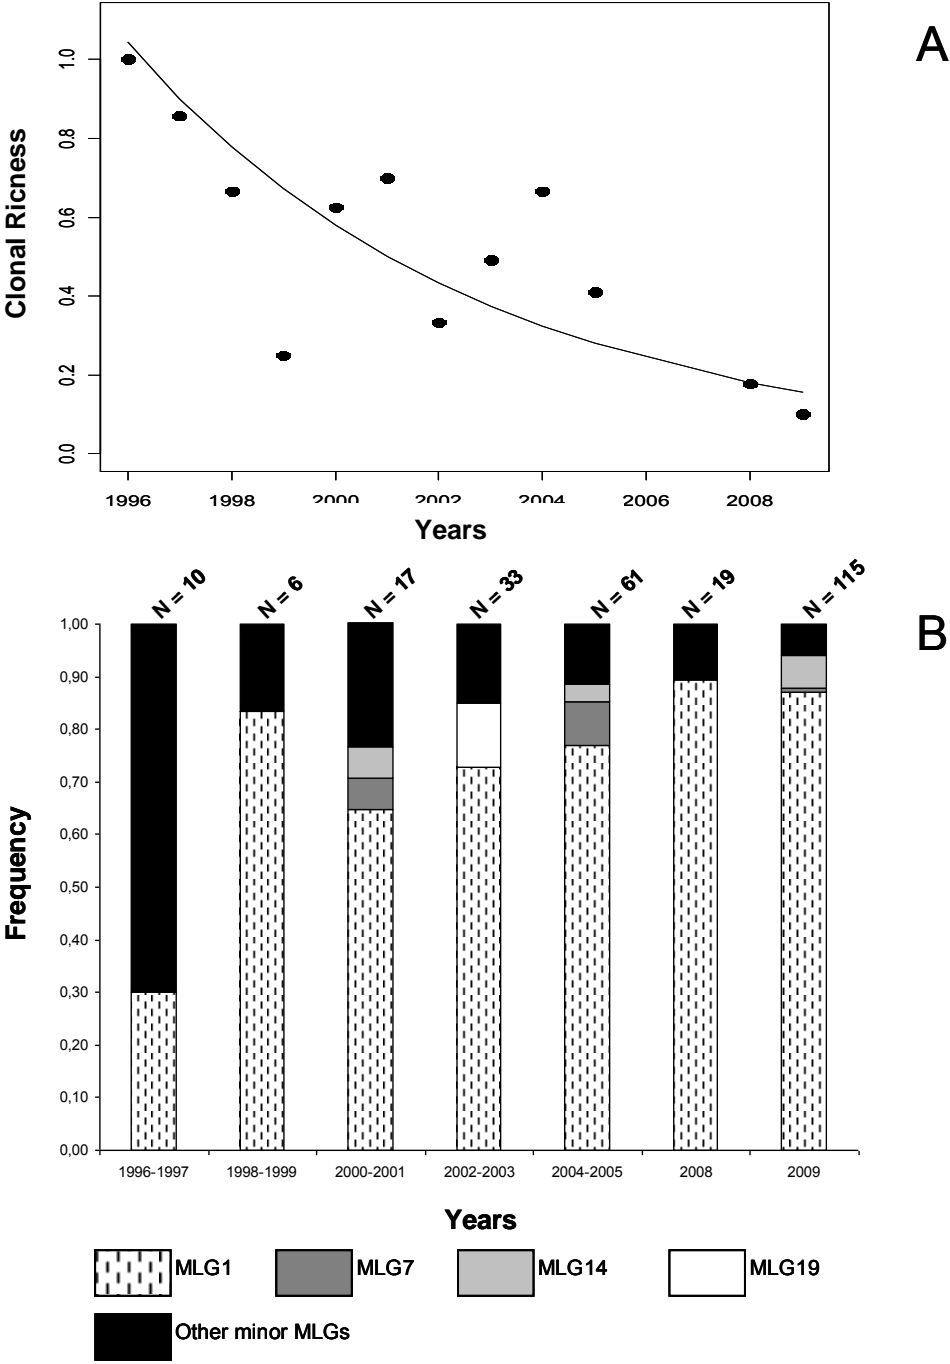 A
Clonal Ricness
1.0
0.8
0.6
0.4
0.2
0.0
1996 1998 2000 2002 2004 2006 2008
Years
B
N = 10 N = 6 N = 17 N = 33 N = 61 N = 19 N = 115
Frequency
1,00
0,90
0,80
0,70
0,60
0,50
0,40
0,30
0,20
0,10
0,00
1996-1997 1998-1999 2000-2001 2002-2003 2004-2005 2008 2009
Years
MLG1 MLG7 MLG14 MLG19
Other minor MLGs